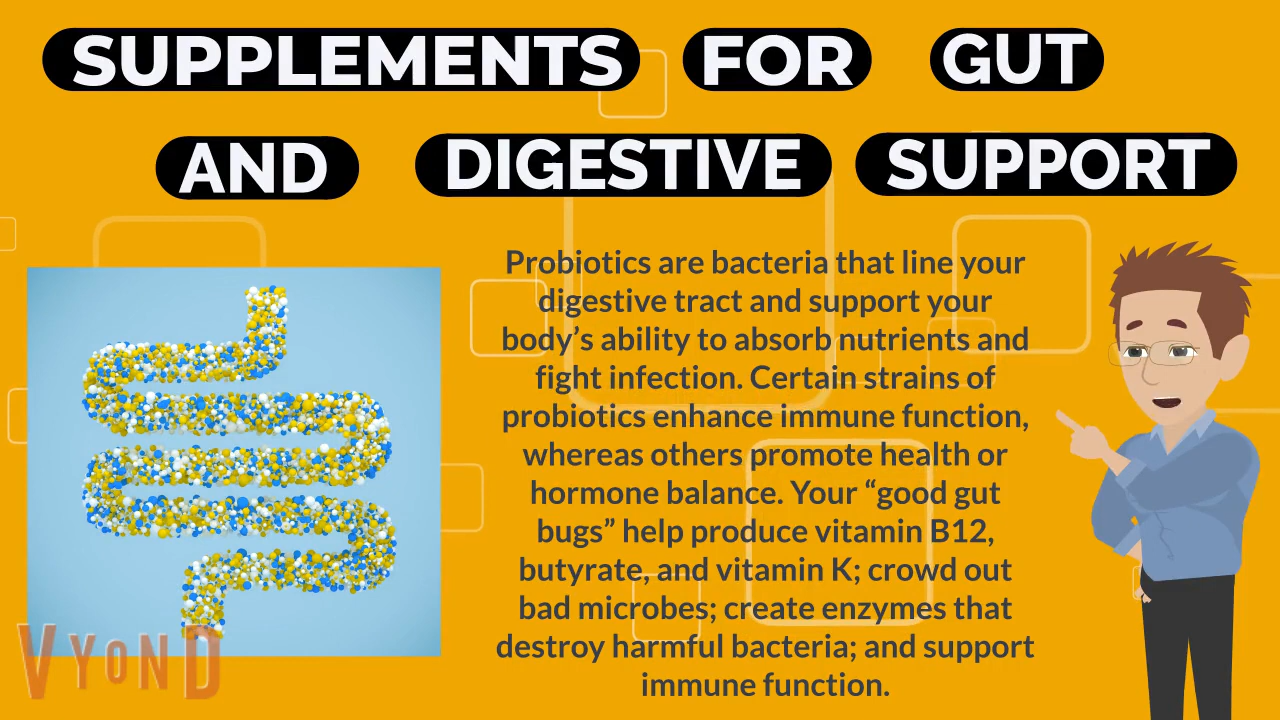 SUPPLEMENTS FOR GUT
AND DIGESTIVE SUPPORT
Probiotics are bacteria that line your
digestive tract and support your
body’s ability to absorb nutrients and
fight infection. Certain strains of
probiotics enhance immune function,
whereas others promote health or
hormone balance. Your “good gut
bugs” help produce vitamin B12,
butyrate, and vitamin K; crowd out
bad microbes; create enzymes that
destroy harmful bacteria; and support
immune function.
VYOND